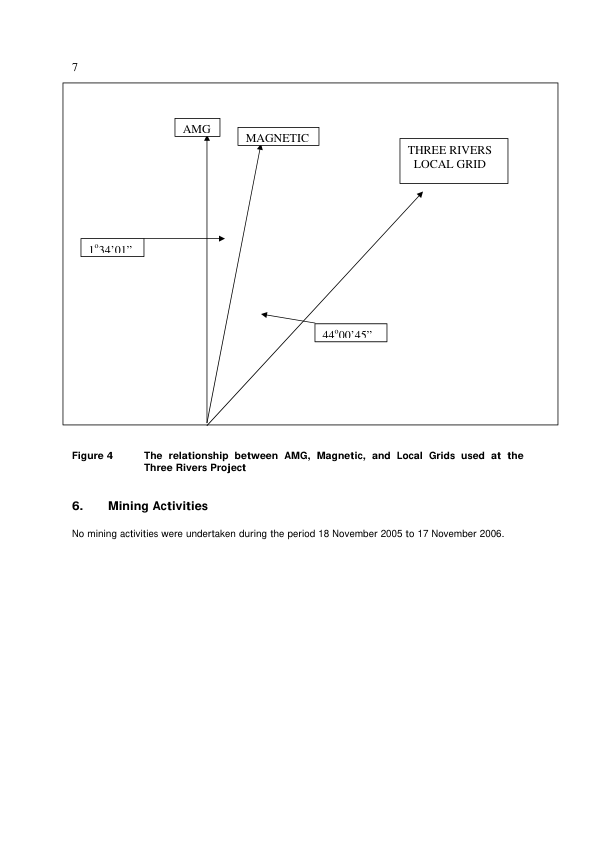 7
AMG
MAGNETIC
THREE RIVERS
LOCAL GRID
1°34'01”
44°00'45”
Figure 4 The relationship between AMG, Magnetic, and Local Grids used at the
Three Rivers Project
6. Mining Activities
No mining activities were undertaken during the period 18 November 2005 to 17 November 2006.